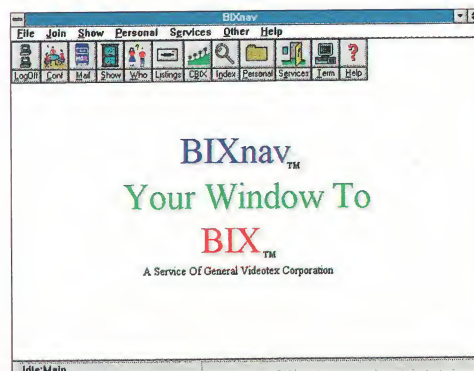 BIXnav
File Join Show Personal Services Other Help
LogOff Conf Mail Show Who Listings CBIX Index Personal Services Term Help
BIXnav TM
Your Window To
BIX TM
A Service Of General Videotex Corporation
Idle:Main